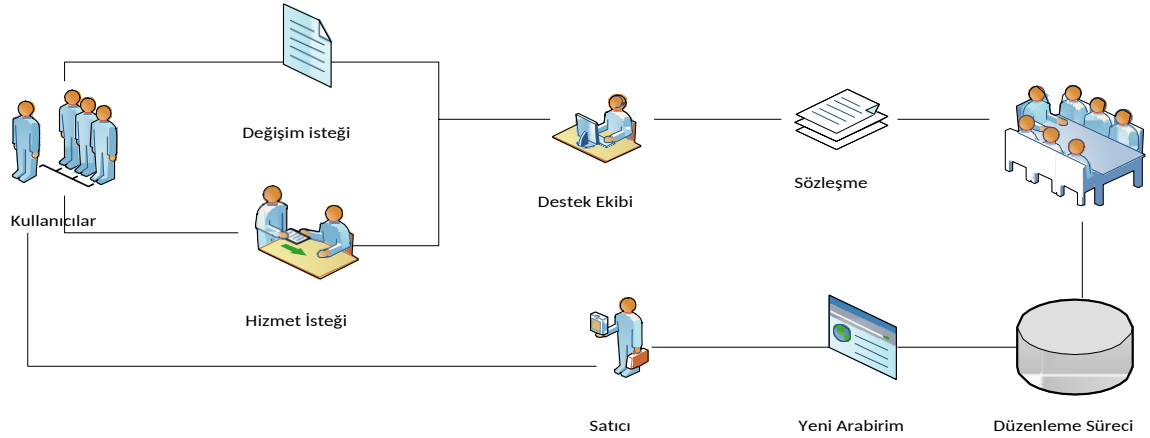 Değişim isteği
Destek Ekibi
Sözleşme
Kullanıcılar
Hizmet İsteği
Satıcı
Yeni Arabirim
Düzenleme Süreci